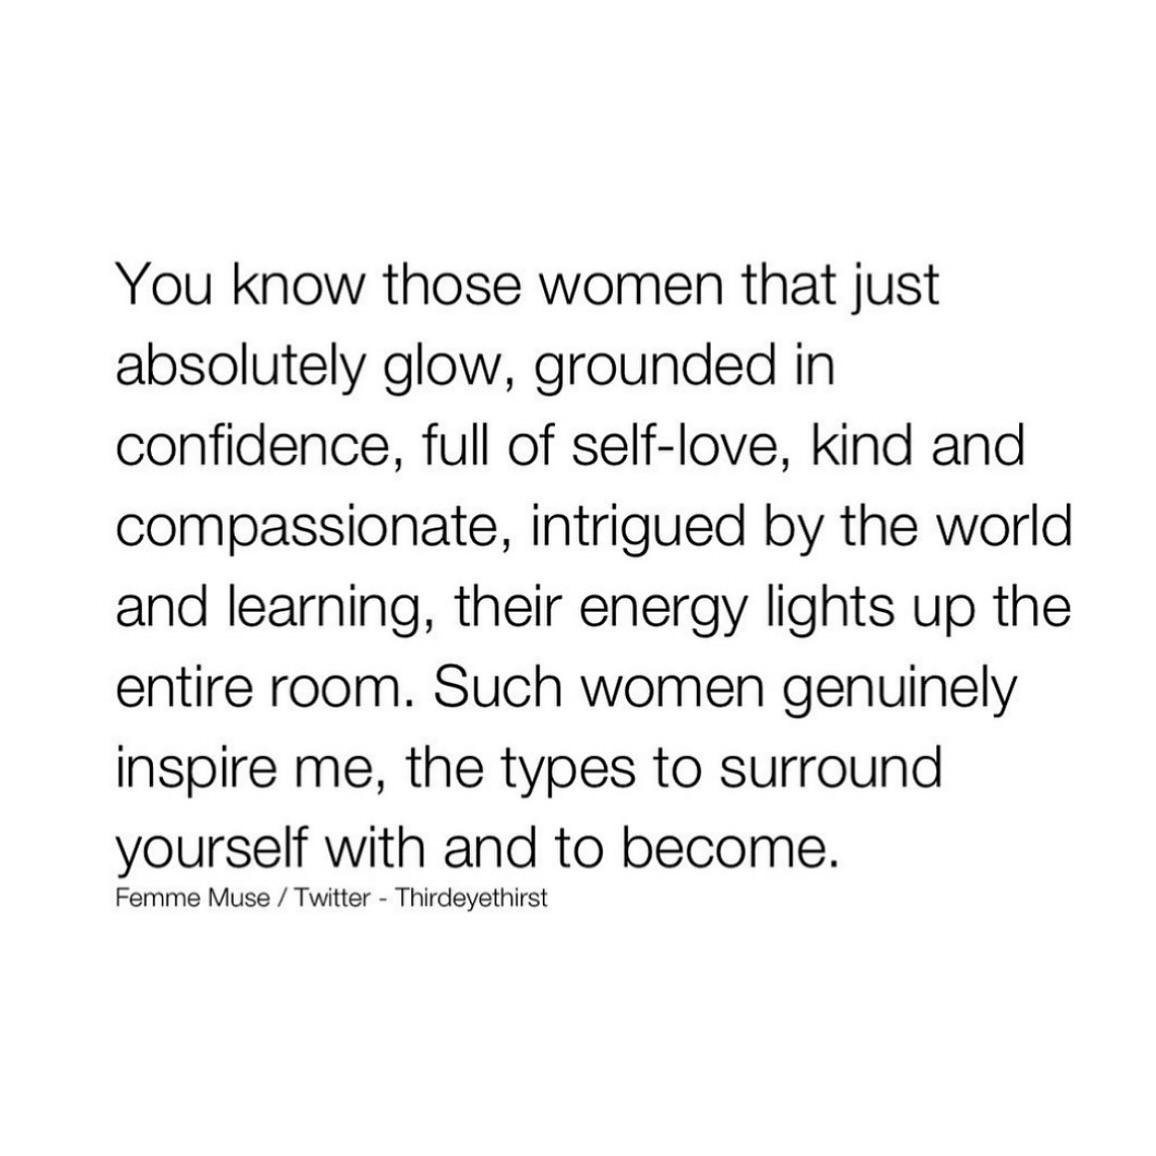 You know those women that just
absolutely glow, grounded in
confidence, full of self-love, kind and
compassionate, intrigued by the world
and learning, their energy lights up the
entire room. Such women genuinely
inspire me, the types to surround
yourself with and to become.
Femme Muse / Twitter - Thirdeyethirst